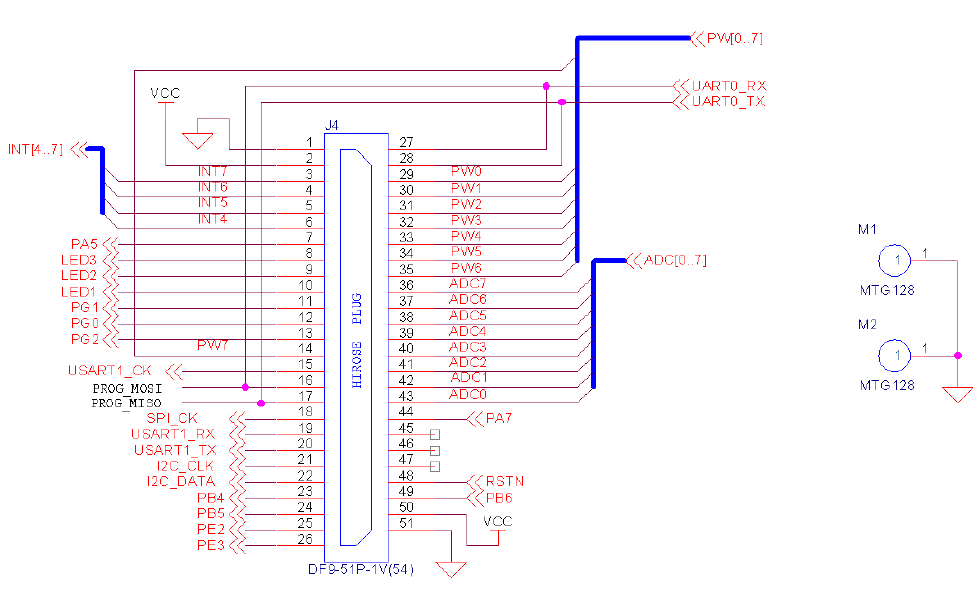 PW[0..7]
UART0_RX
UART0_TX
VCC
J4
INT[4..7]
1 27
2 28
INT7 3 29 PW0
INT6 4 30 PW1
INT5 5 31 PW2
INT4 6 32 PW3
PA5 7 33 PW4
LED3 8 34 PW5
LED2 9 35 PW6
LED1 10 36 ADC7
PG1 11 37 ADC6
PG0 12 38 ADC5
PG2 13 39 ADC4
PW7 14 40 ADC3
USART1_CK 15 41 ADC2
PROG_MOSI 16 42 ADC1
PROG_MISO 17 43 ADC0
SPI_CK 18 44 PA7
USART1_RX 19 45
USART1_TX 20 46
I2C_CLK 21 47
I2C_DATA 22 48 RSTN
PB4 23 49 PB6
PB5 24 50
PE2 25 51 VCC
PE3 26
HIROSE PLUG
DF9-51P-1V(54)
ADC[0..7]
M1
1 1
MTG128
M2
1 1
MTG128